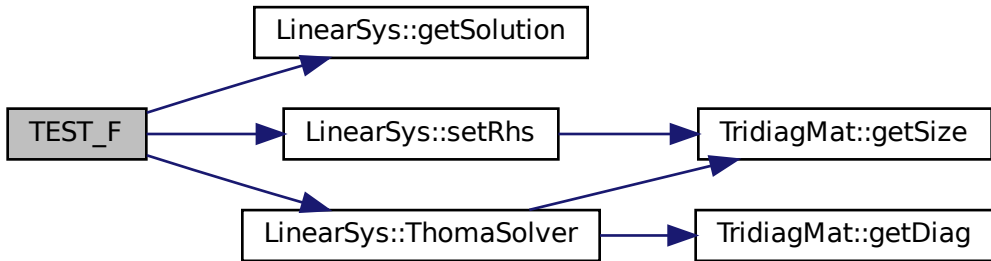 LinearSys::getSolution
TEST_F
LinearSys::setRhs
TridiagMat::getSize
LinearSys::ThomaSolver
TridiagMat::getDiag